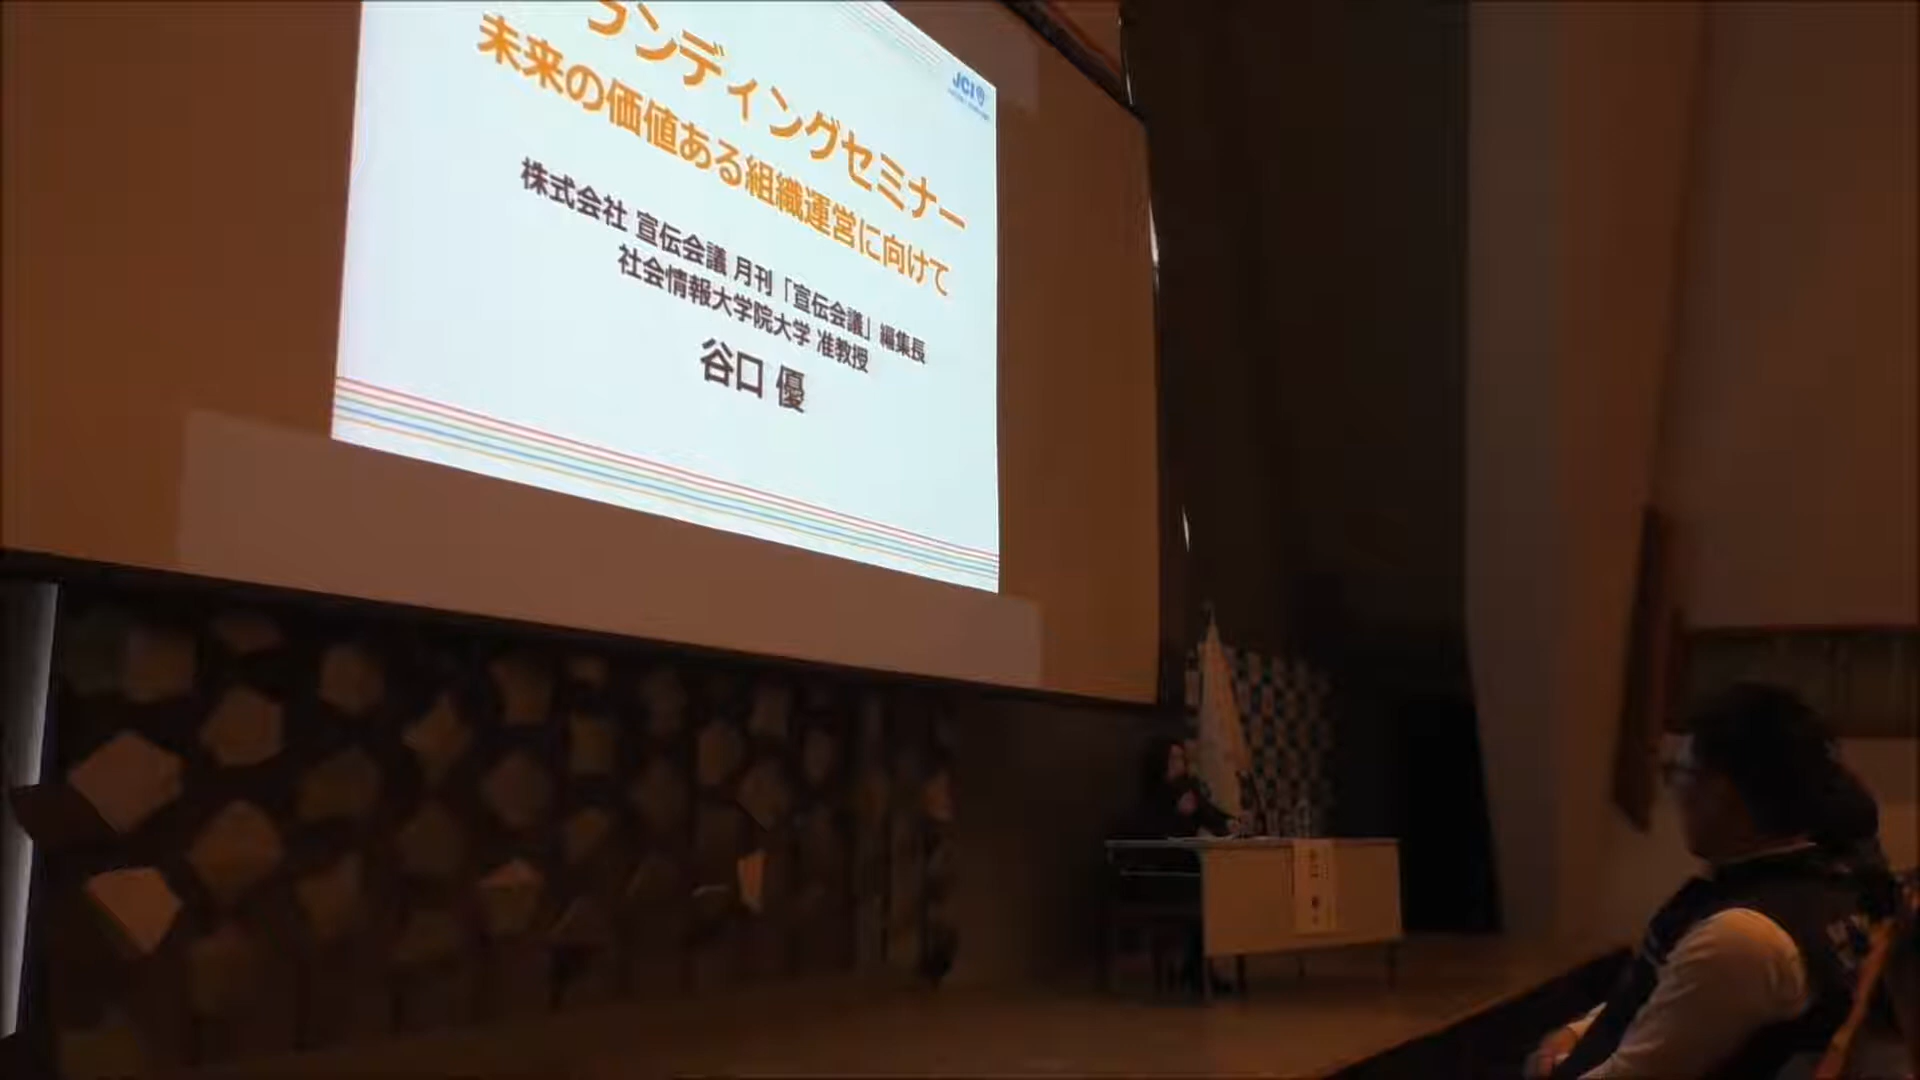 ランディングセミナー
未来の価値ある組織運営に向けて
JCI
株式会社 宣伝会議 月刊「宣伝会議」編集長
社会情報大学院大学 准教授
谷口 優